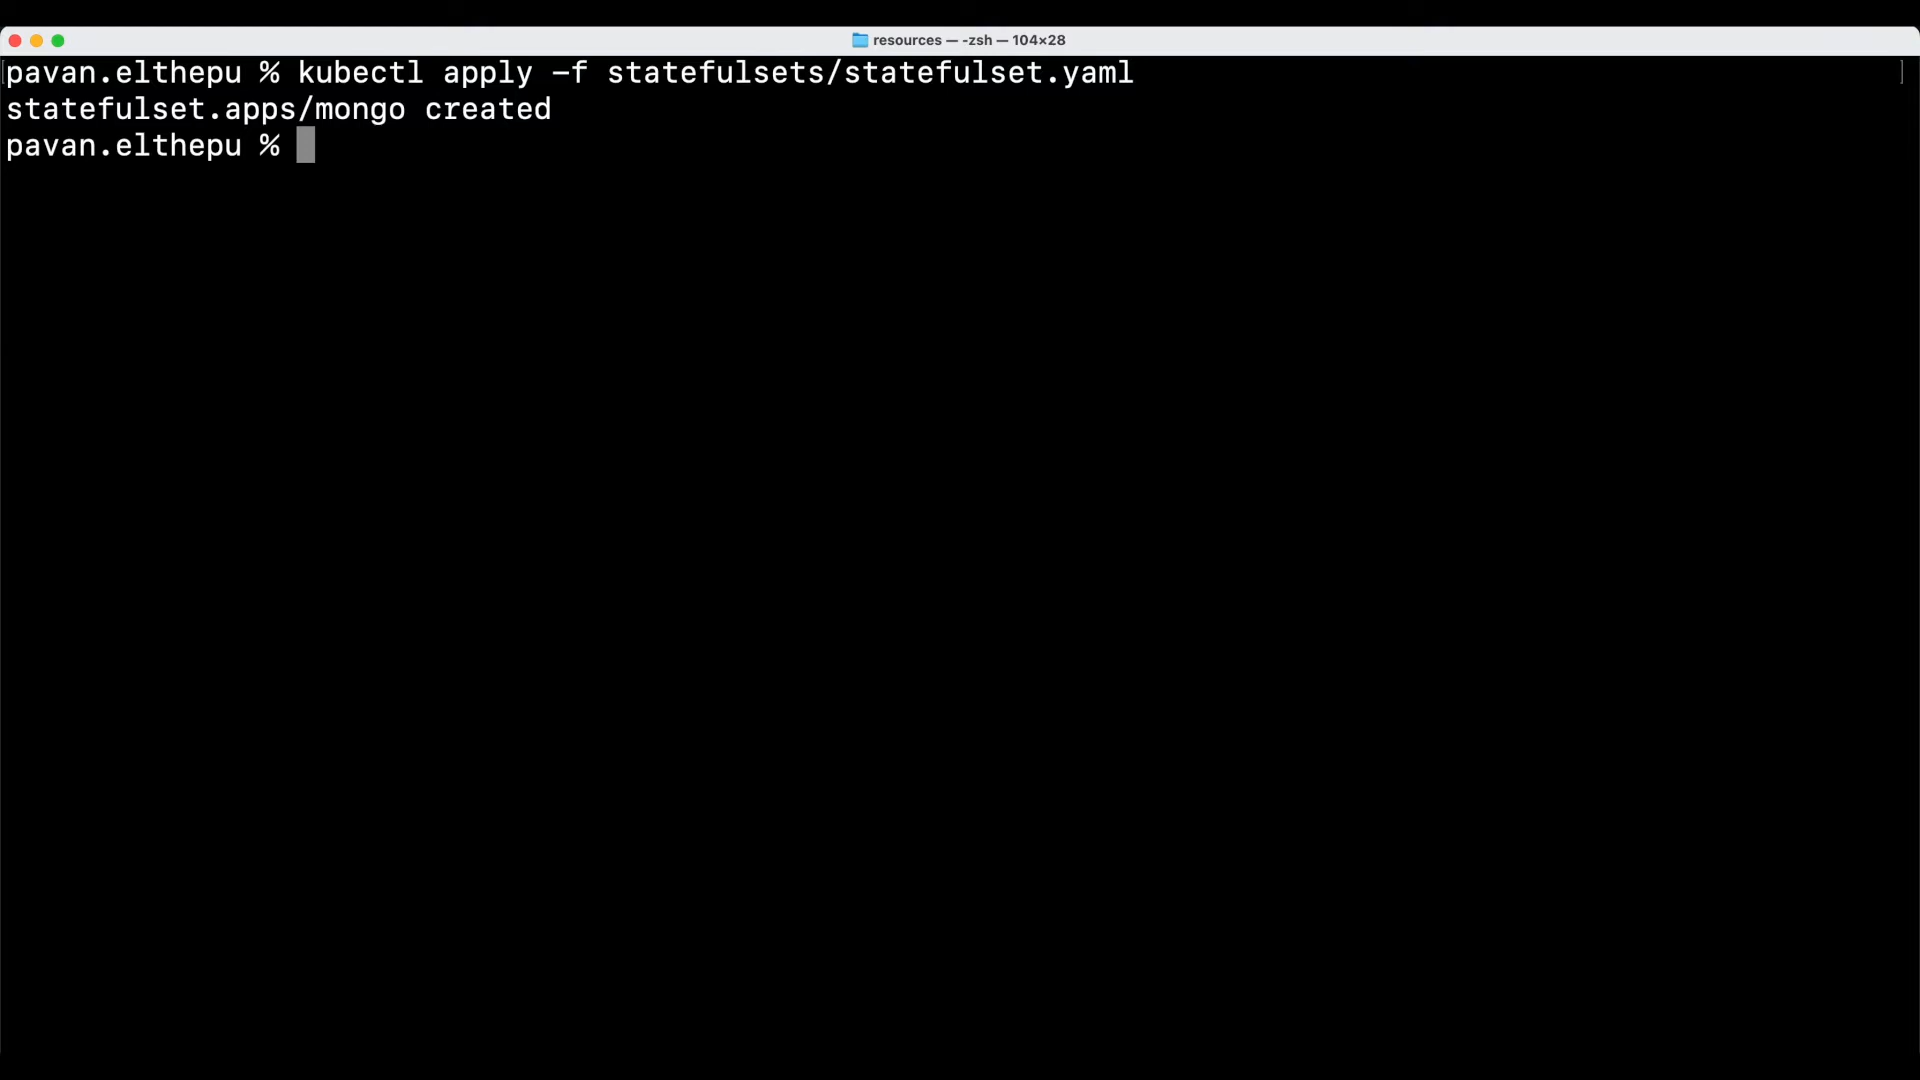 resources — -zsh — 104×28
pavan.elthepu % kubectl apply -f statefulsets/statefulset.yaml
statefulset.apps/mongo created
pavan.elthepu %